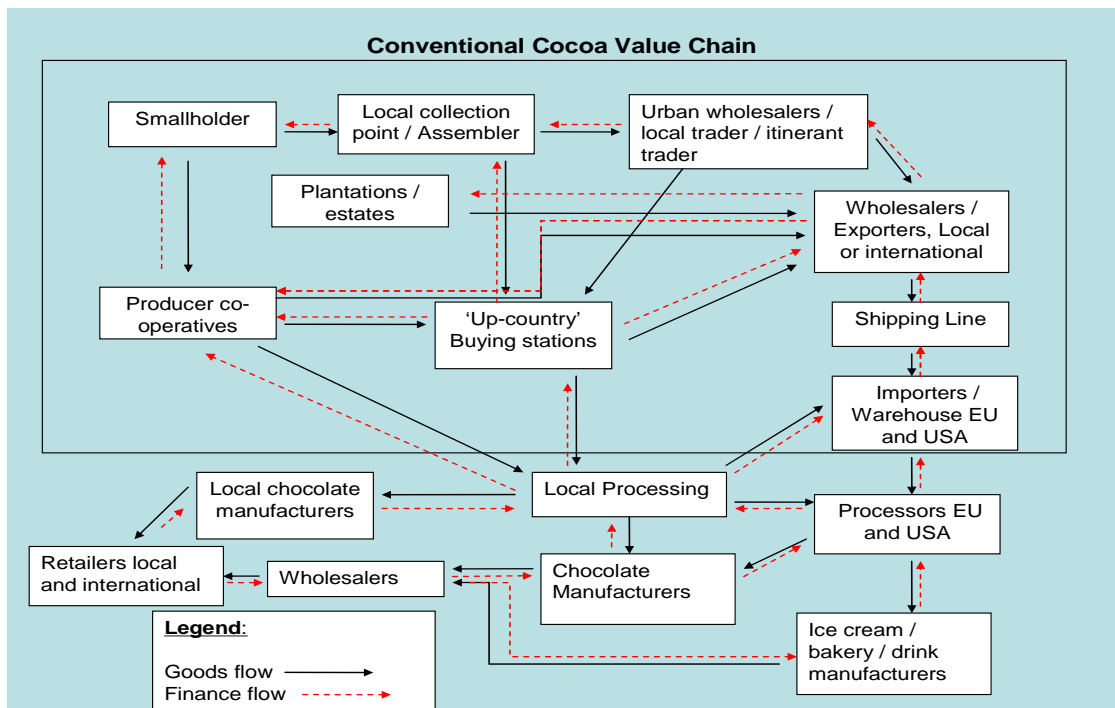 Conventional Cocoa Value Chain
Smallholder
Local collection
point / Assembler
Urban wholesalers /
local trader / itinerant
trader
Plantations /
estates
Wholesalers /
Exporters, Local
or international
Producer co-
operatives
‘Up-country’
Buying stations
Shipping Line
Importers /
Warehouse EU
and USA
Local chocolate
manufacturers
Local Processing
Processors EU
and USA
Retailers local
and international
Wholesalers
Chocolate
Manufacturers
Ice cream /
bakery / drink
manufacturers
Legend:
Goods flow
Finance flow